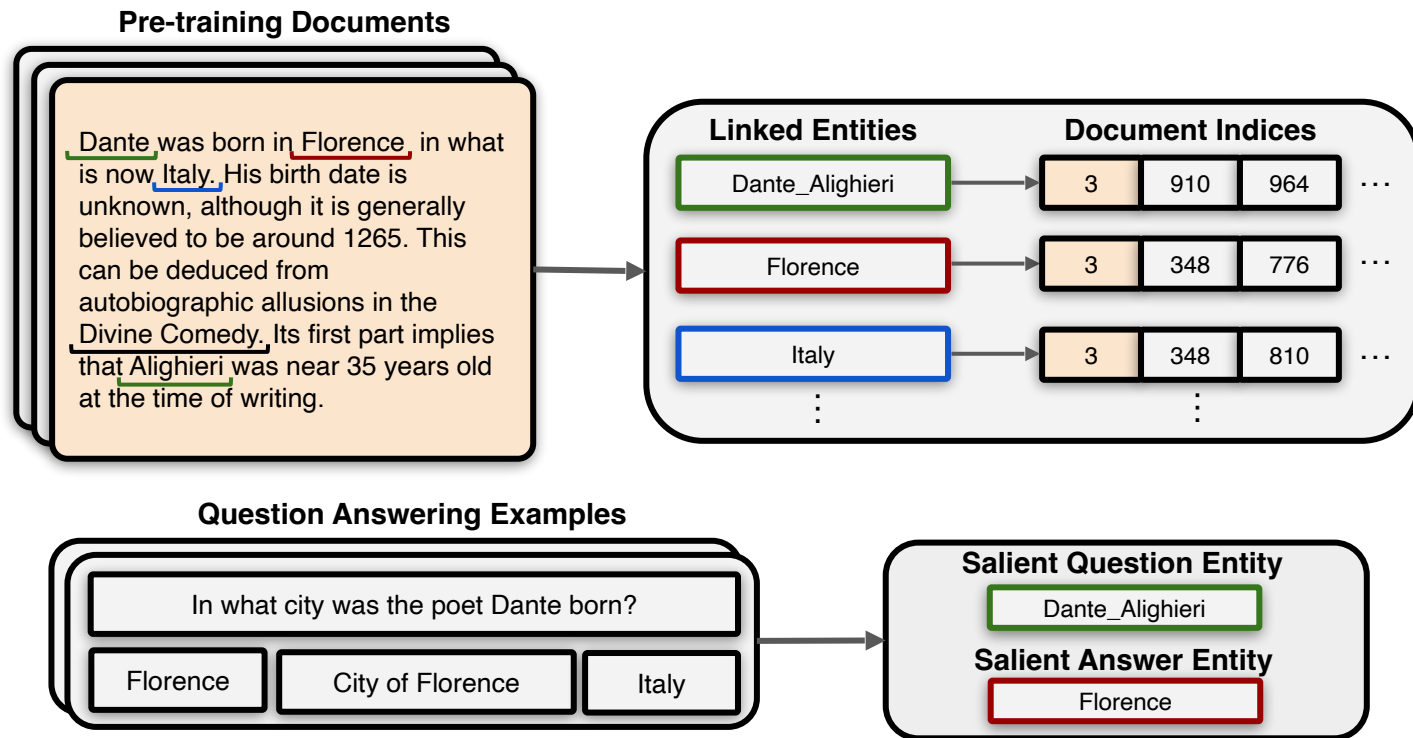 Pre-training Documents
Dante was born in Florence in what
is now Italy. His birth date is
unknown, although it is generally
believed to be around 1265. This
can be deduced from
autobiographic allusions in the
Divine Comedy. Its first part implies
that Alighieri was near 35 years old
at the time of writing.
Linked Entities Document Indices
Dante_Alighieri 3 910 964 ...
Florence 3 348 776 ...
Italy 3 348 810 ...
Question Answering Examples
In what city was the poet Dante born?
Florence City of Florence Italy
Salient Question Entity
Dante_Alighieri
Salient Answer Entity
Florence